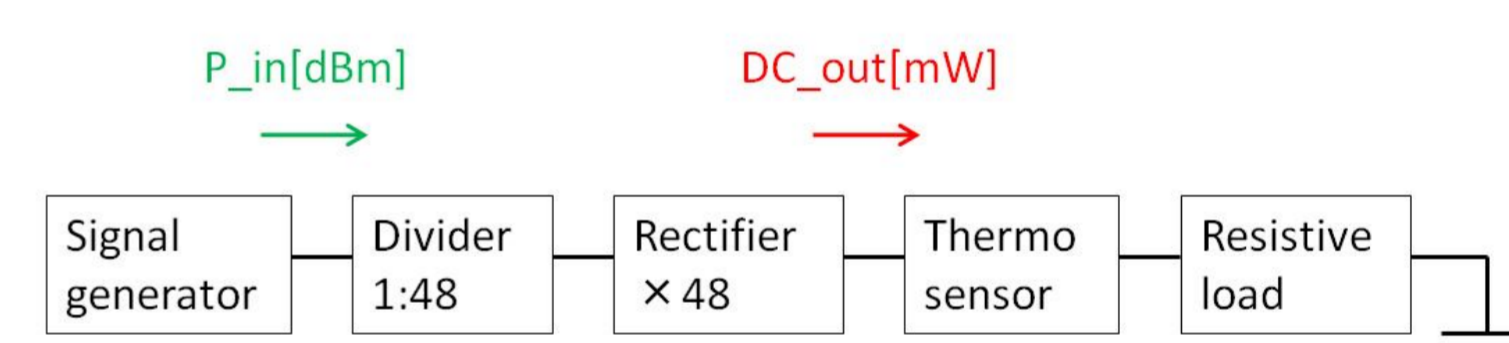 P_in[dBm]
DC_out[mW]
Signal
generator
Divider
1:48
Rectifier
×48
Thermo
sensor
Resistive
load